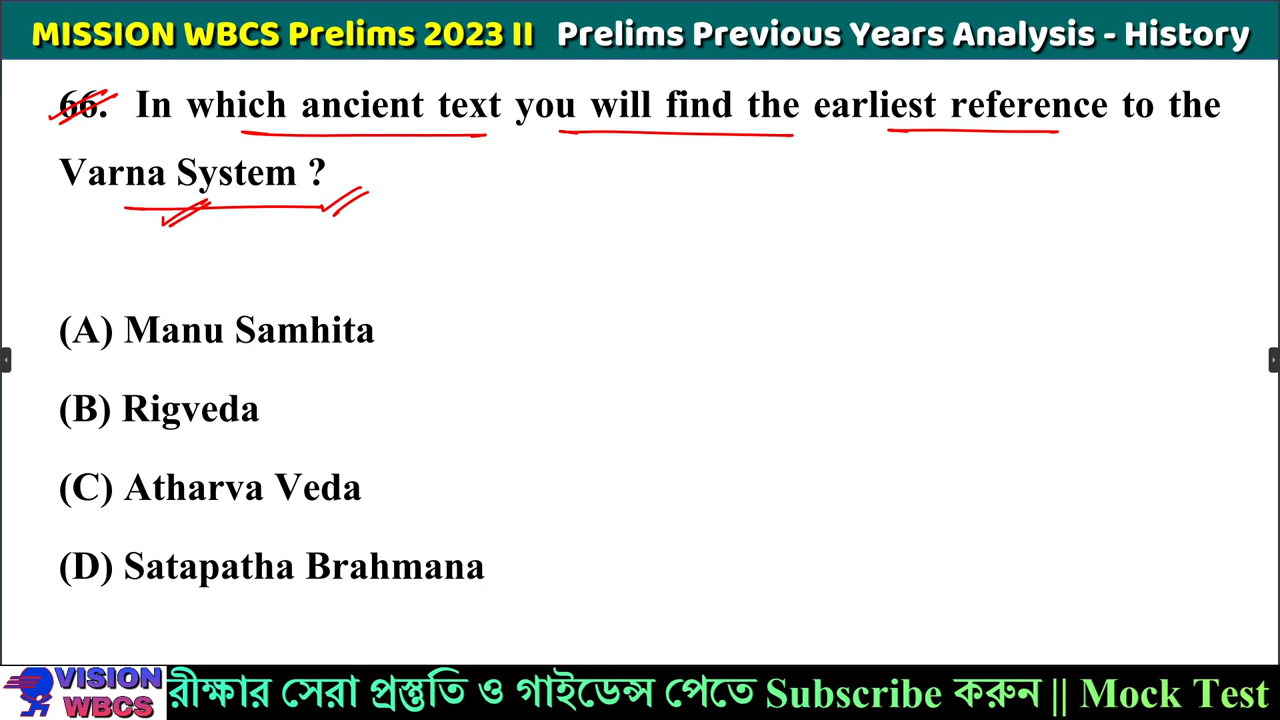 MISSION WBCS Prelims 2023 II Prelims Previous Years Analysis - History
66. In which ancient text you will find the earliest reference to the
Varna System ?
(A) Manu Samhita
(B) Rigveda
(C) Atharva Veda
(D) Satapatha Brahmana
VISION
WBCS
রীক্ষার সেরা প্রস্তুতি ও গাইডেন্স পেতে Subscribe করুন || Mock Test